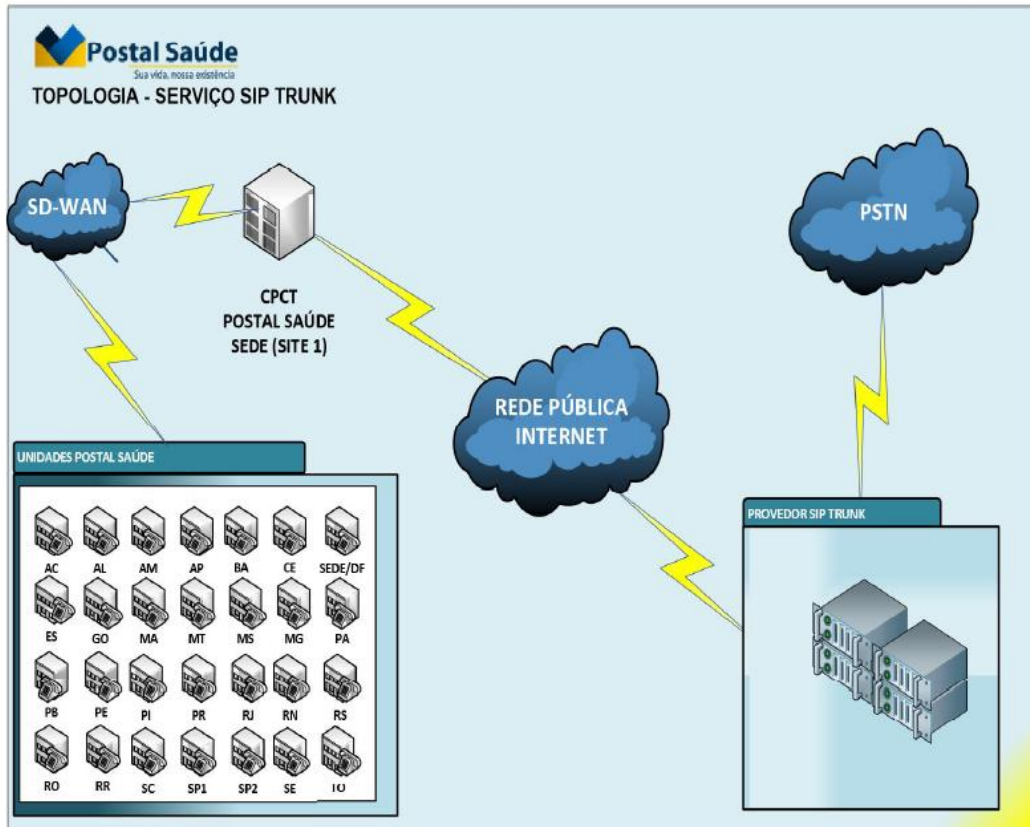 Postal Saúde
Sua vida, nossa existência
TOPOLOGIA - SERVIÇO SIP TRUNK
SD-WAN
PSTN
CPCT
POSTAL SAÚDE
SEDE (SITE 1)
REDE PÚBLICA
INTERNET
UNIDADES POSTAL SAÚDE
AC AL AM AP BA CE SEDE/DF
ES GO MA MT MS MG PA
PB PE PI PR RJ RN RS
RO RR SC SP1 SP2 SE TO
PROVEDOR SIP TRUNK